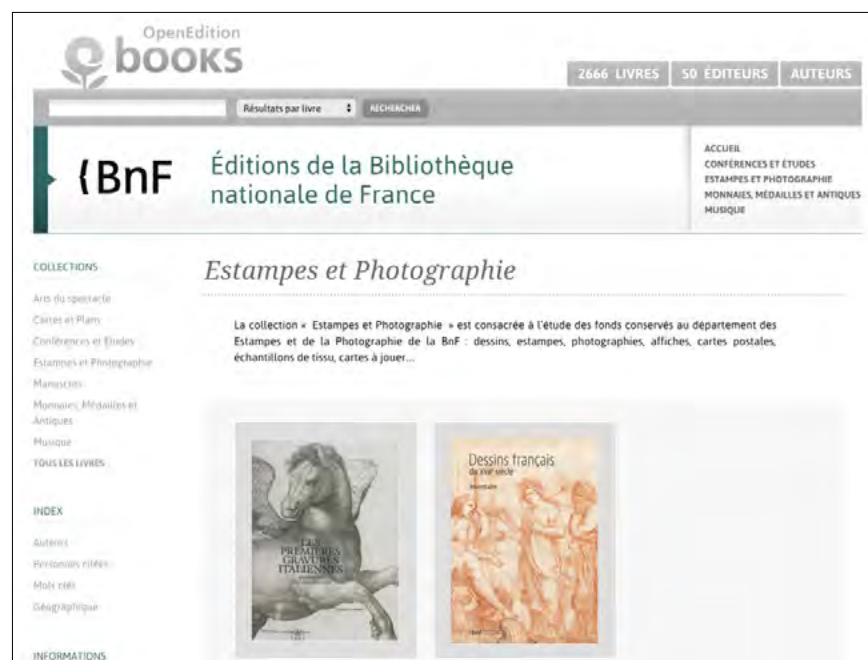 OpenEdition
books
2666 LIVRES
50 ÉDITEURS
AUTEURS
Résultats par livre
RECHERCHER
{BnF
Éditions de la Bibliothèque
nationale de France
ACCUEIL
CONFÉRENCES ET ÉTUDES
ESTAMPES ET PHOTOGRAPHIE
MONNAIES, MÉDAILLES ET ANTIQUES
MUSIQUE
COLLECTIONS
Arts du spectacle
Cartes et Plans
Conférences et Études
Estampes et Photographie
Manuscrits
Monnaies, Médailles et
Antiques
Musique
TOUS LES LIVRES
INDEX
Auteurs
Personnes citées
Mots clés
Géographique
INFORMATIONS
Estampes et Photographie
La collection « Estampes et Photographie » est consacrée à l'étude des fonds conservés au département des
Estampes et de la Photographie de la BnF : dessins, estampes, photographies, affiches, cartes postales,
échantillons de tissu, cartes à jouer...
LES
PREMIÈRES
GRAVURES
ITALIENNES
Dessins français
du XVIIe siècle
Inventaire